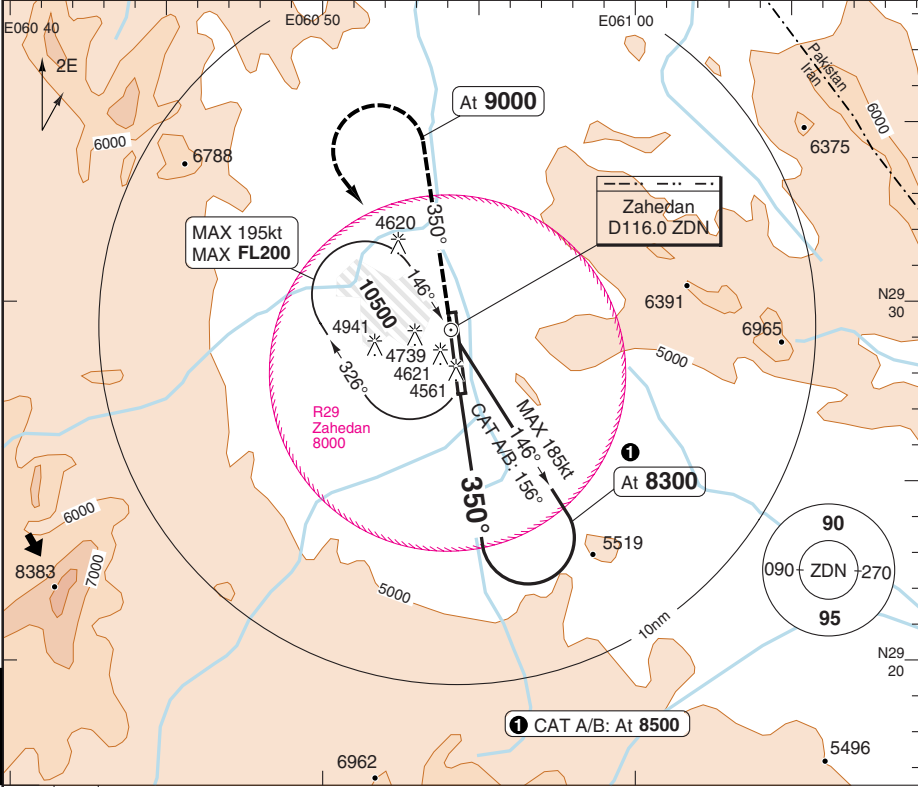 E060 40
E060 50
E061 00
2E
At 9000
Pakistan
Iran
6000
6000
6788
6375
Zahedan
D116.0 ZDN
MAX 195kt
MAX FL200
4620
350°
146°
10500
6391
N29
30
4941
4739
4621
4561
6965
5000
326°
R29
Zahedan
8000
MAX 185kt
146°
CAT A/B: 156°
1
At 8300
350°
6000
7000
8383
5519
5000
90
090
ZDN
270
95
10nm
N29
20
1 CAT A/B: At 8500
6962
5496